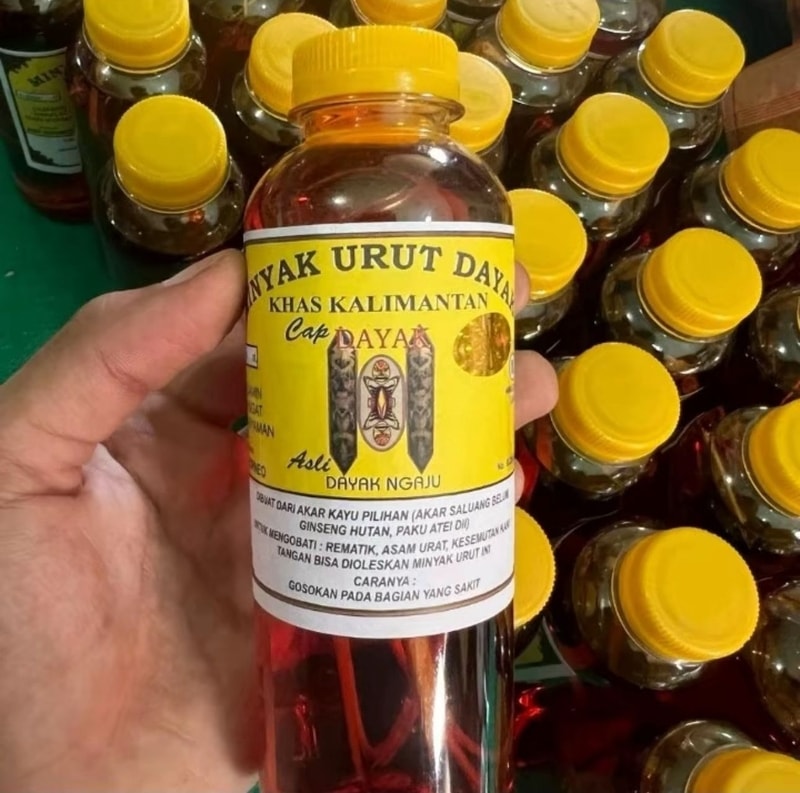 MINYAK URUT DAYAK
KHAS KALIMANTAN
Cap DAYAK
Asli
DAYAK NGAJU
DIBUAT DARI AKAR KAYU PILIHAN (AKAR SALUANG BELUM
GINSENG HUTAN, PAKU ATEI Dll)
UNTUK MENGOBATI : REMATIK, ASAM URAT, KESEMUTAN KAKI
TANGAN BISA DIOLESKAN MINYAK URUT INI
CARANYA :
GOSOKAN PADA BAGIAN YANG SAKIT